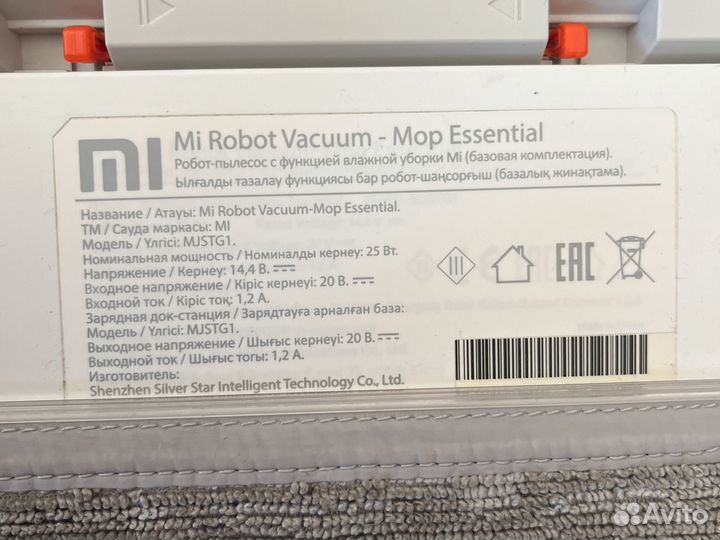 MI
Mi Robot Vacuum - Mop Essential
Робот-пылесос с функцией влажной уборки Mi (базовая комплектация).
Ылғалды тазалау функциясы бар робот-шаңсорғыш (базалық жинақтама).
Название / Атауы: Mi Robot Vacuum-Mop Essential.
ТМ / Сауда маркасы: MI
Модель / Үлгісі: MJSTG1.
Номинальная мощность / Номиналды кернеу: 25 Вт.
Напряжение / Кернеу: 14,4 В.
Входное напряжение / Кіріс кернеуі: 20 В.
Входной ток / Кіріс тоқ: 1,2 А.
Зарядная док-станция / Зарядтауға арналған база:
Модель / Үлгісі: MJSTG1.
Выходное напряжение / Шығыс кернеуі: 20 В.
Выходной ток / Шығыс тогы: 1,2 А.
Изготовитель:
Shenzhen Silver Star Intelligent Technology Co., Ltd.
III
EAC
Avito